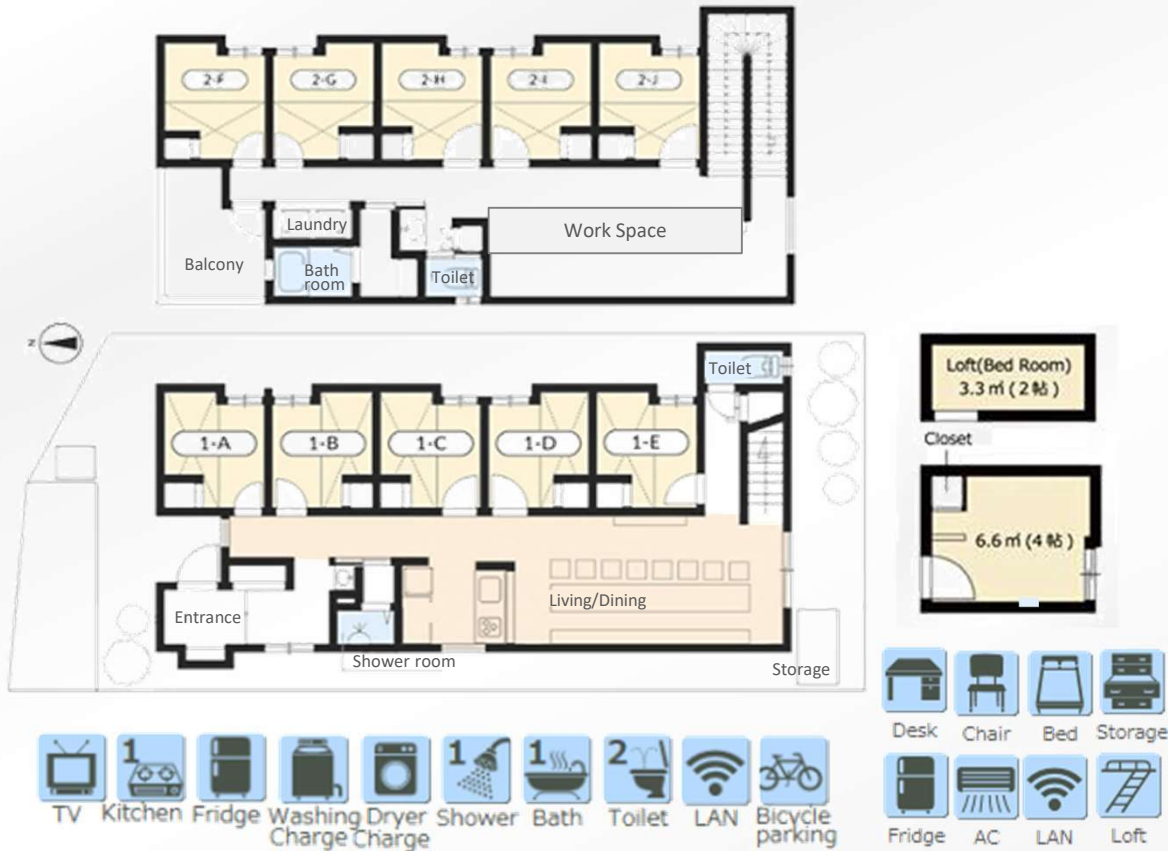 2-F
2-G
2-H
2-I
2-J
Laundry
Work Space
Balcony
Bath
room
Toilet
N
Toilet
1-A
1-B
1-C
1-D
1-E
Living/Dining
Entrance
Shower room
Storage
Loft(Bed Room)
3.3㎡(2帖)
Closet
6.6㎡(4帖)
Desk
Chair
Bed
Storage
1
1
1
2
TV
Kitchen
Fridge
Washing
Charge
Dryer
Charge
Shower
Bath
Toilet
LAN
Bicycle
parking
Fridge
AC
LAN
Loft